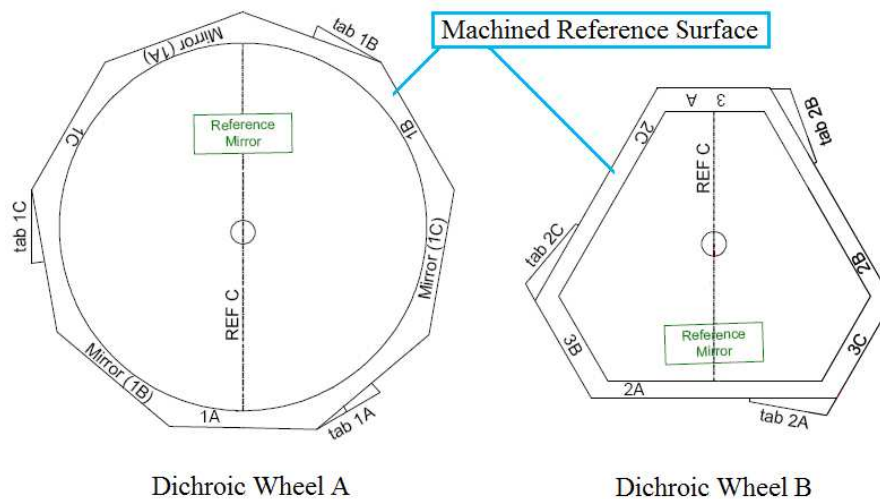 Machined Reference Surface
Mirror (1A)
tab 1B
1C
1B
Reference
Mirror
REF C
tab 1C
Mirror (1C)
Mirror (1B)
1A
tab 1A
3 A
2C
tab 2B
REF C
tab 2C
2B
Reference
Mirror
3B
3C
2A
tab 2A
Dichroic Wheel A
Dichroic Wheel B